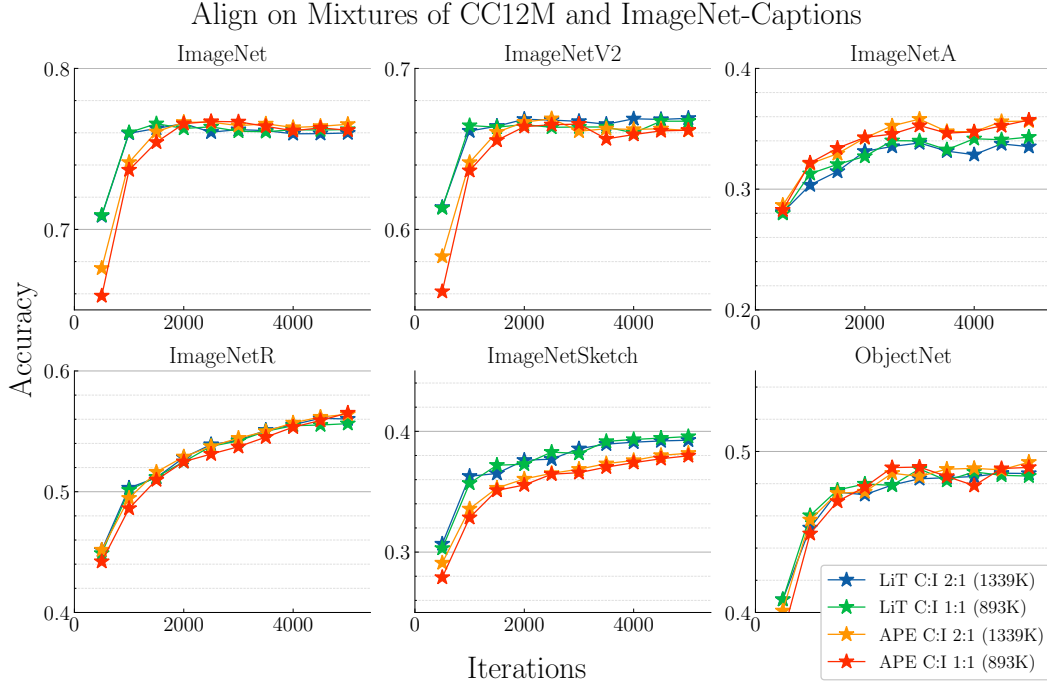 Align on Mixtures of CC12M and ImageNet-Captions
ImageNet
ImageNetV2
ImageNetA
0.8
0.7
0 2000 4000
0.7
0.6
0 2000 4000
0.4
0.3
0.2
0 2000 4000
Accuracy
ImageNetR
ImageNetSketch
ObjectNet
0.6
0.5
0.4
0 2000 4000
0.4
0.3
0 2000 4000
0.5
0.4
0
LiT C:I 2:1 (1339K)
LiT C:I 1:1 (893K)
APE C:I 2:1 (1339K)
APE C:I 1:1 (893K)
Iterations